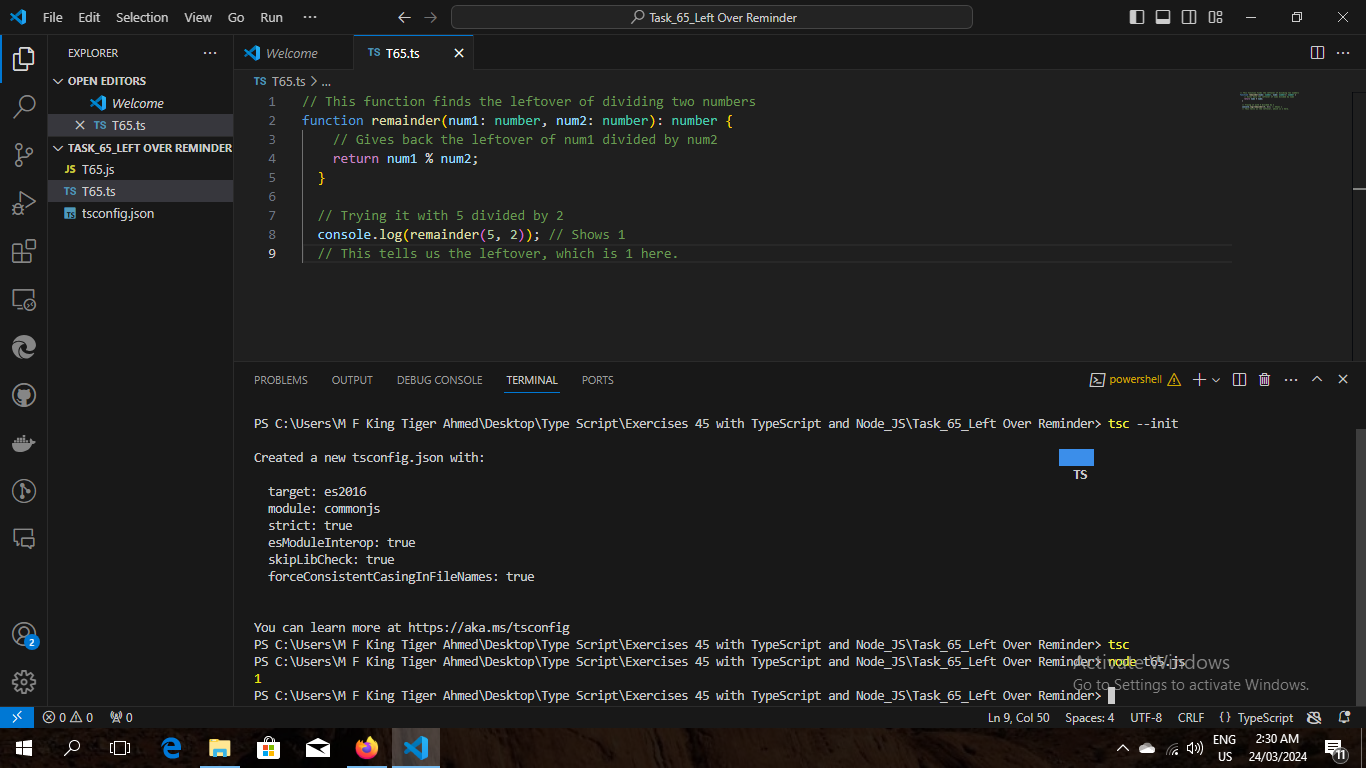 File Edit Selection View Go Run ···
Task_65_Left Over Reminder
EXPLORER
OPEN EDITORS
Welcome
TS T65.ts
TASK_65_LEFT OVER REMINDER
JS T65.js
TS T65.ts
TS tsconfig.json
Welcome
TS T65.ts
TS T65.ts > ...
1 // This function finds the leftover of dividing two numbers
2 function remainder(num1: number, num2: number): number {
3 // Gives back the leftover of num1 divided by num2
4 return num1 % num2;
5 }
6
7 // Trying it with 5 divided by 2
8 console.log(remainder(5, 2)); // Shows 1
9 // This tells us the leftover, which is 1 here.
PROBLEMS OUTPUT DEBUG CONSOLE TERMINAL PORTS
powershell
PS C:\Users\M F King Tiger Ahmed\Desktop\Type Script\Exercises 45 with TypeScript and Node_JS\Task_65_Left Over Reminder> tsc --init
Created a new tsconfig.json with:
TS
target: es2016
module: commonjs
strict: true
esModuleInterop: true
skipLibCheck: true
forceConsistentCasingInFileNames: true
You can learn more at https://aka.ms/tsconfig
PS C:\Users\M F King Tiger Ahmed\Desktop\Type Script\Exercises 45 with TypeScript and Node_JS\Task_65_Left Over Reminder> tsc
PS C:\Users\M F King Tiger Ahmed\Desktop\Type Script\Exercises 45 with TypeScript and Node_JS\Task_65_Left Over Reminder> node t65.js
1
PS C:\Users\M F King Tiger Ahmed\Desktop\Type Script\Exercises 45 with TypeScript and Node_JS\Task_65_Left Over Reminder>
Activate Windows
Go to Settings to activate Windows.
2
0 0 0
Ln 9, Col 50 Spaces: 4 UTF-8 CRLF {} TypeScript
ENG
US
2:30 AM
24/03/2024
11